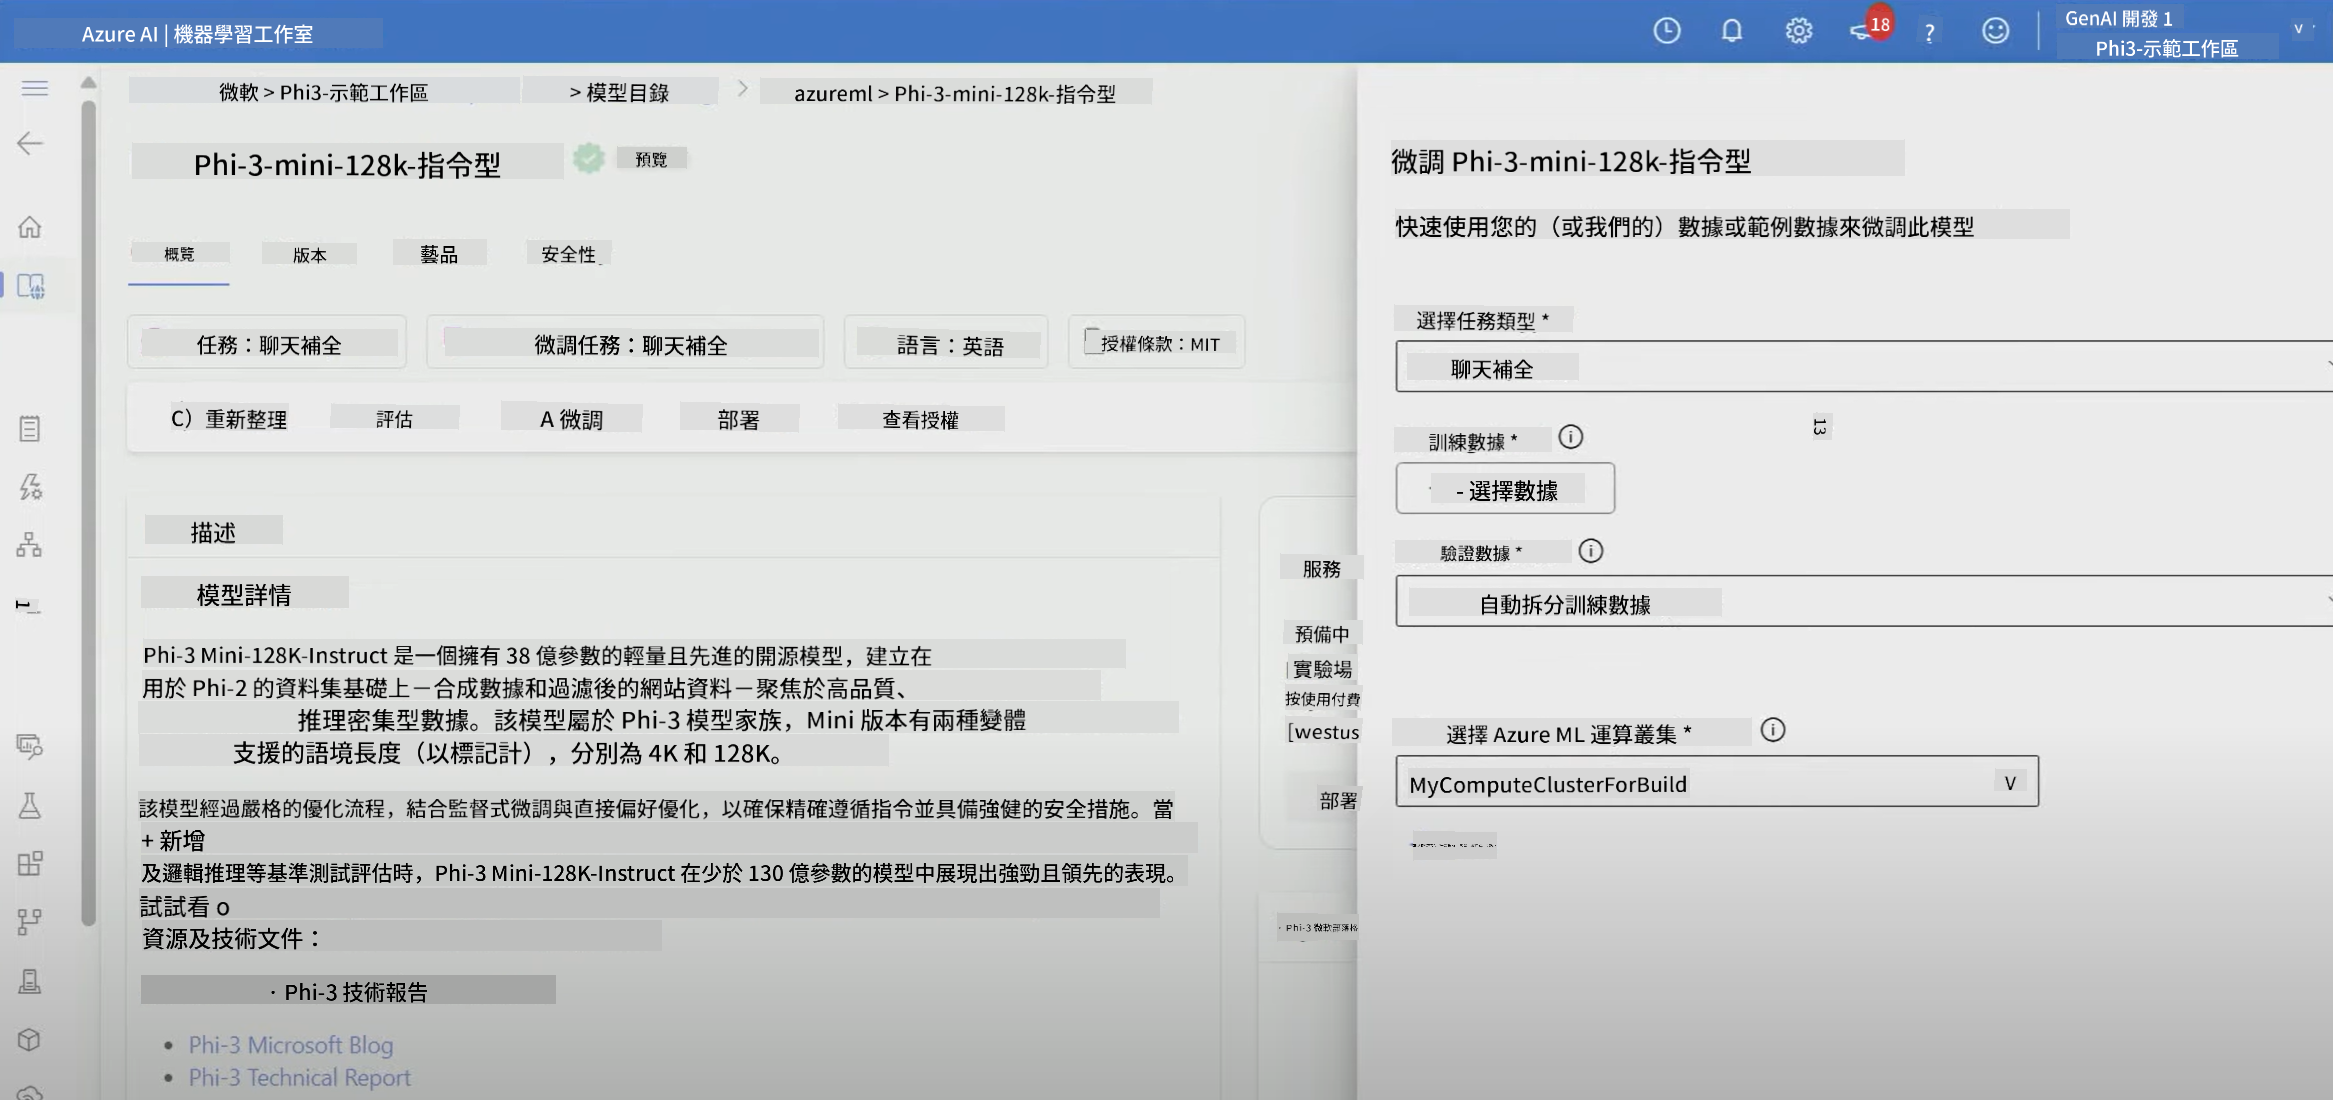 Azure AI | 機器學習工作室
18
?
GenAI 開發 1
Phi3-示範工作區
微軟 > Phi3-示範工作區
> 模型目錄
azureml > Phi-3-mini-128k-指令型
Phi-3-mini-128k-指令型
預覽
概覽
版本
藝品
安全性
任務：聊天補全
微調任務：聊天補全
語言：英語
授權條款：MIT
C）重新整理
評估
A 微調
部署
查看授權
描述
模型詳情
Phi-3 Mini-128K-Instruct 是一個擁有 38 億參數的輕量且先進的開源模型，建立在
用於 Phi-2 的資料集基礎上－合成數據和過濾後的網站資料－聚焦於高品質、
推理密集型數據。該模型屬於 Phi-3 模型家族，Mini 版本有兩種變體
支援的語境長度（以標記計），分別為 4K 和 128K。
該模型經過嚴格的優化流程，結合監督式微調與直接偏好優化，以確保精確遵循指令並具備強健的安全措施。當
+ 新增
及邏輯推理等基準測試評估時，Phi-3 Mini-128K-Instruct 在少於 130 億參數的模型中展現出強勁且領先的表現。
試試看 o
資源及技術文件：
· Phi-3 技術報告
Phi-3 Microsoft Blog
Phi-3 Technical Report
服務
預備中
實驗場
按使用付費
[westus
部署
· Phi-3 微軟部落格
微調 Phi-3-mini-128k-指令型
快速使用您的（或我們的）數據或範例數據來微調此模型
選擇任務類型 *
聊天補全
13
訓練數據 *
- 選擇數據
驗證數據 *
自動拆分訓練數據
選擇 Azure ML 運算叢集 *
MyComputeClusterForBuild
V